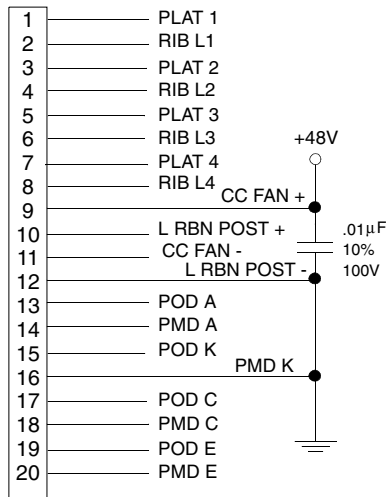 1 PLAT 1
2 RIB L1
3 PLAT 2
4 RIB L2
5 PLAT 3
6 RIB L3
+48V
7 PLAT 4
8 RIB L4
9 CC FAN +
10 L RBN POST + .01µF
11 CC FAN - 10%
12 L RBN POST - 100V
13 POD A
14 PMD A
15 POD K
16 PMD K
17 POD C
18 PMD C
19 POD E
20 PMD E